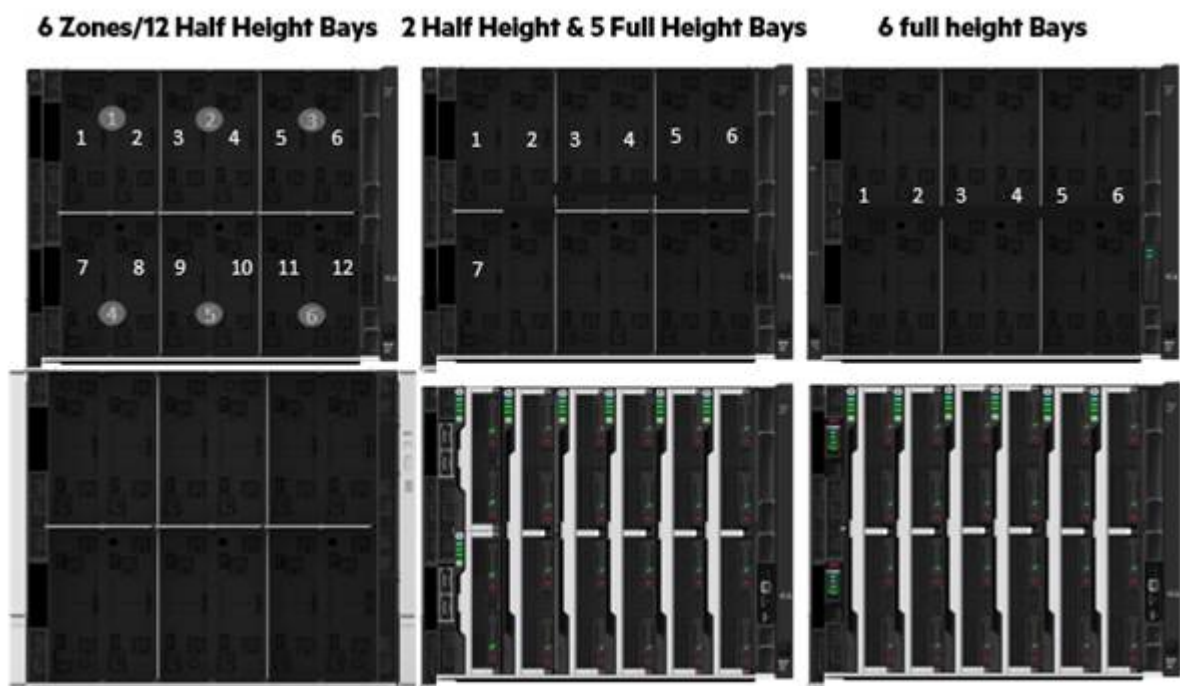 6 Zones/12 Half Height Bays
2 Half Height & 5 Full Height Bays
6 full height Bays
1 2 3
1 2 3 4 5 6
7 8 9 10 11 12
4 5 6
1 2 3 4 5 6
7
1 2 3 4 5 6